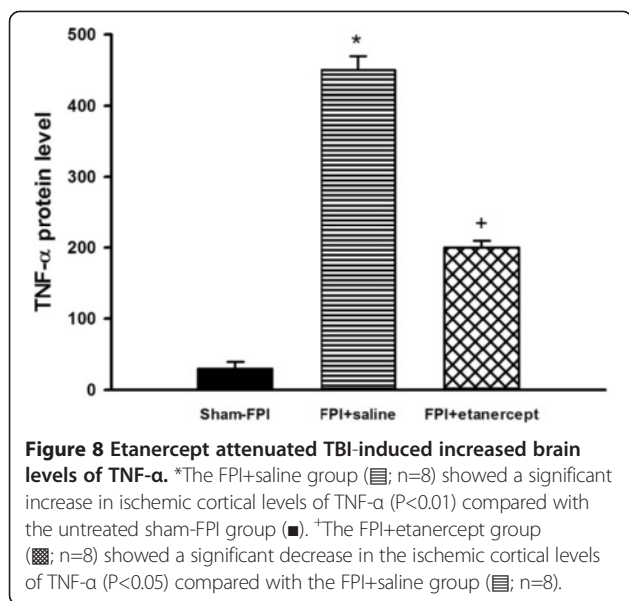 500
*
400
300
+
200
100
0
TNF-α protein level
Sham-FPI FPI+saline FPI+etanercept
Figure 8 Etanercept attenuated TBI-induced increased brain
levels of TNF-α. *The FPI+saline group (▤; n=8) showed a significant
increase in ischemic cortical levels of TNF-α (P<0.01) compared with
the untreated sham-FPI group (■). +The FPI+etanercept group
(▩; n=8) showed a significant decrease in the ischemic cortical levels
of TNF-α (P<0.05) compared with the FPI+saline group (▤; n=8).